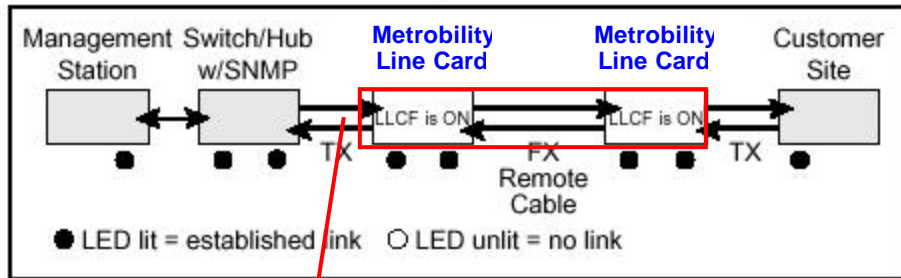 Management
Station
Switch/Hub
w/SNMP
Metrobility
Line Card
Metrobility
Line Card
Customer
Site
LLCF is ON
LLCF is ON
TX
FX
Remote
Cable
TX
LED lit = established link
LED unlit = no link